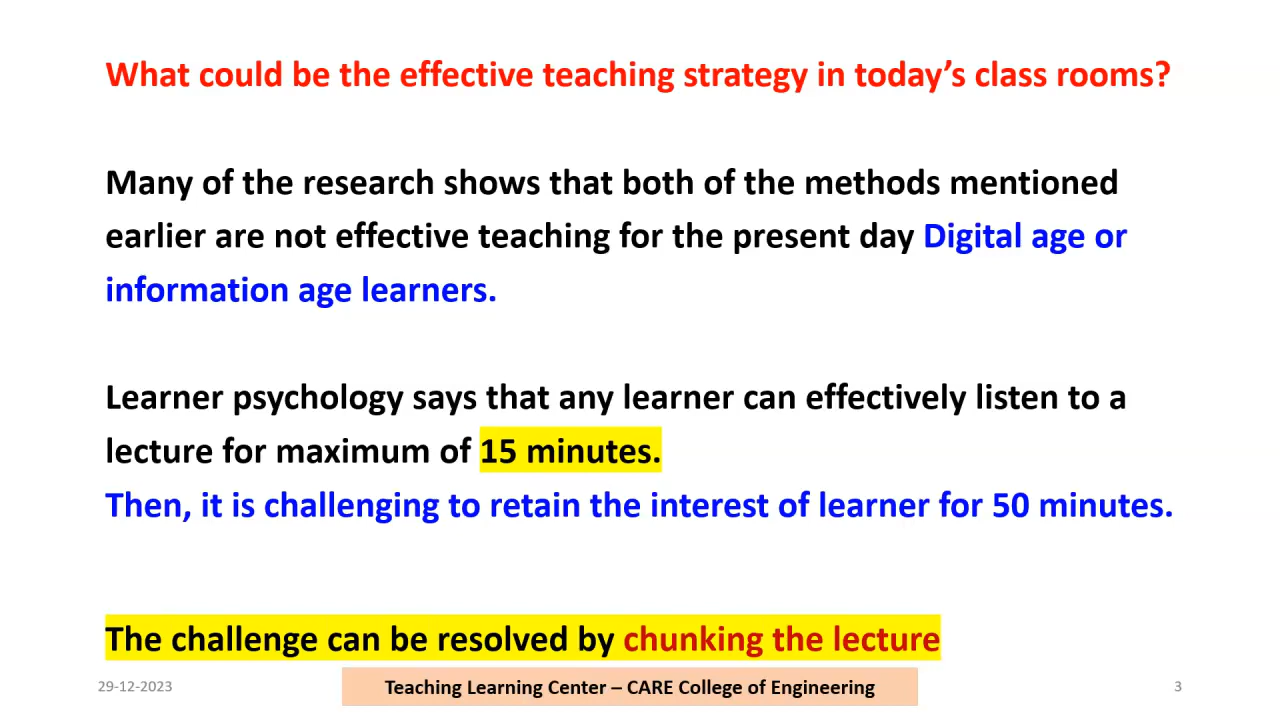 What could be the effective teaching strategy in today’s class rooms?
Many of the research shows that both of the methods mentioned
earlier are not effective teaching for the present day Digital age or
information age learners.
Learner psychology says that any learner can effectively listen to a
lecture for maximum of 15 minutes.
Then, it is challenging to retain the interest of learner for 50 minutes.
The challenge can be resolved by chunking the lecture
29-12-2023
Teaching Learning Center – CARE College of Engineering
3